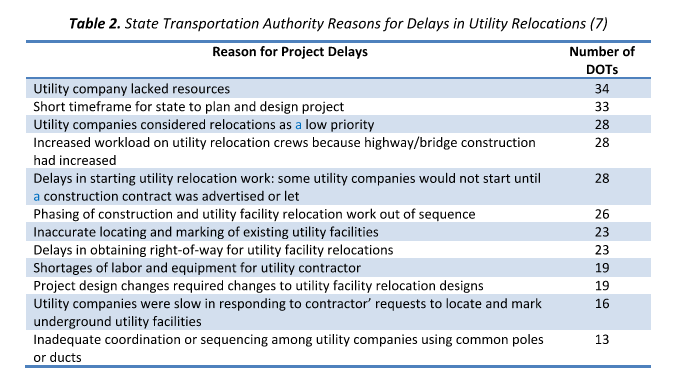 Table 2. State Transportation Authority Reasons for Delays in Utility Relocations (7)
Reason for Project Delays Number of
DOTs
Utility company lacked resources 34
Short timeframe for state to plan and design project 33
Utility companies considered relocations as a low priority 28
Increased workload on utility relocation crews because highway/bridge construction 28
had increased
Delays in starting utility relocation work: some utility companies would not start until 28
a construction contract was advertised or let
Phasing of construction and utility facility relocation work out of sequence 26
Inaccurate locating and marking of existing utility facilities 23
Delays in obtaining right-of-way for utility facility relocations 23
Shortages of labor and equipment for utility contractor 19
Project design changes required changes to utility facility relocation designs 19
Utility companies were slow in responding to contractor’ requests to locate and mark 16
underground utility facilities
Inadequate coordination or sequencing among utility companies using common poles 13
or ducts